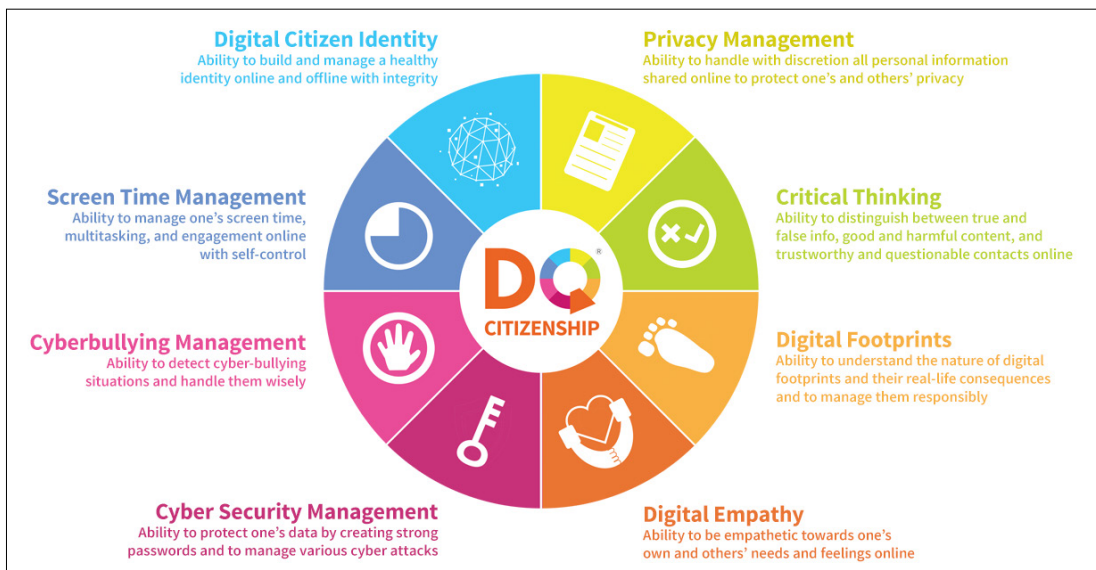 Digital Citizen Identity
Ability to build and manage a healthy
identity online and offline with integrity
Privacy Management
Ability to handle with discretion all personal information
shared online to protect one's and others' privacy
Screen Time Management
Ability to manage one's screen time,
multitasking, and engagement online
with self-control
Critical Thinking
Ability to distinguish between true and
false info, good and harmful content, and
trustworthy and questionable contacts online
DQ®
CITIZENSHIP
Cyberbullying Management
Ability to detect cyber-bullying
situations and handle them wisely
Digital Footprints
Ability to understand the nature of digital
footprints and their real-life consequences
and to manage them responsibly
Cyber Security Management
Ability to protect one's data by creating strong
passwords and to manage various cyber attacks
Digital Empathy
Ability to be empathetic towards one's
own and others' needs and feelings online